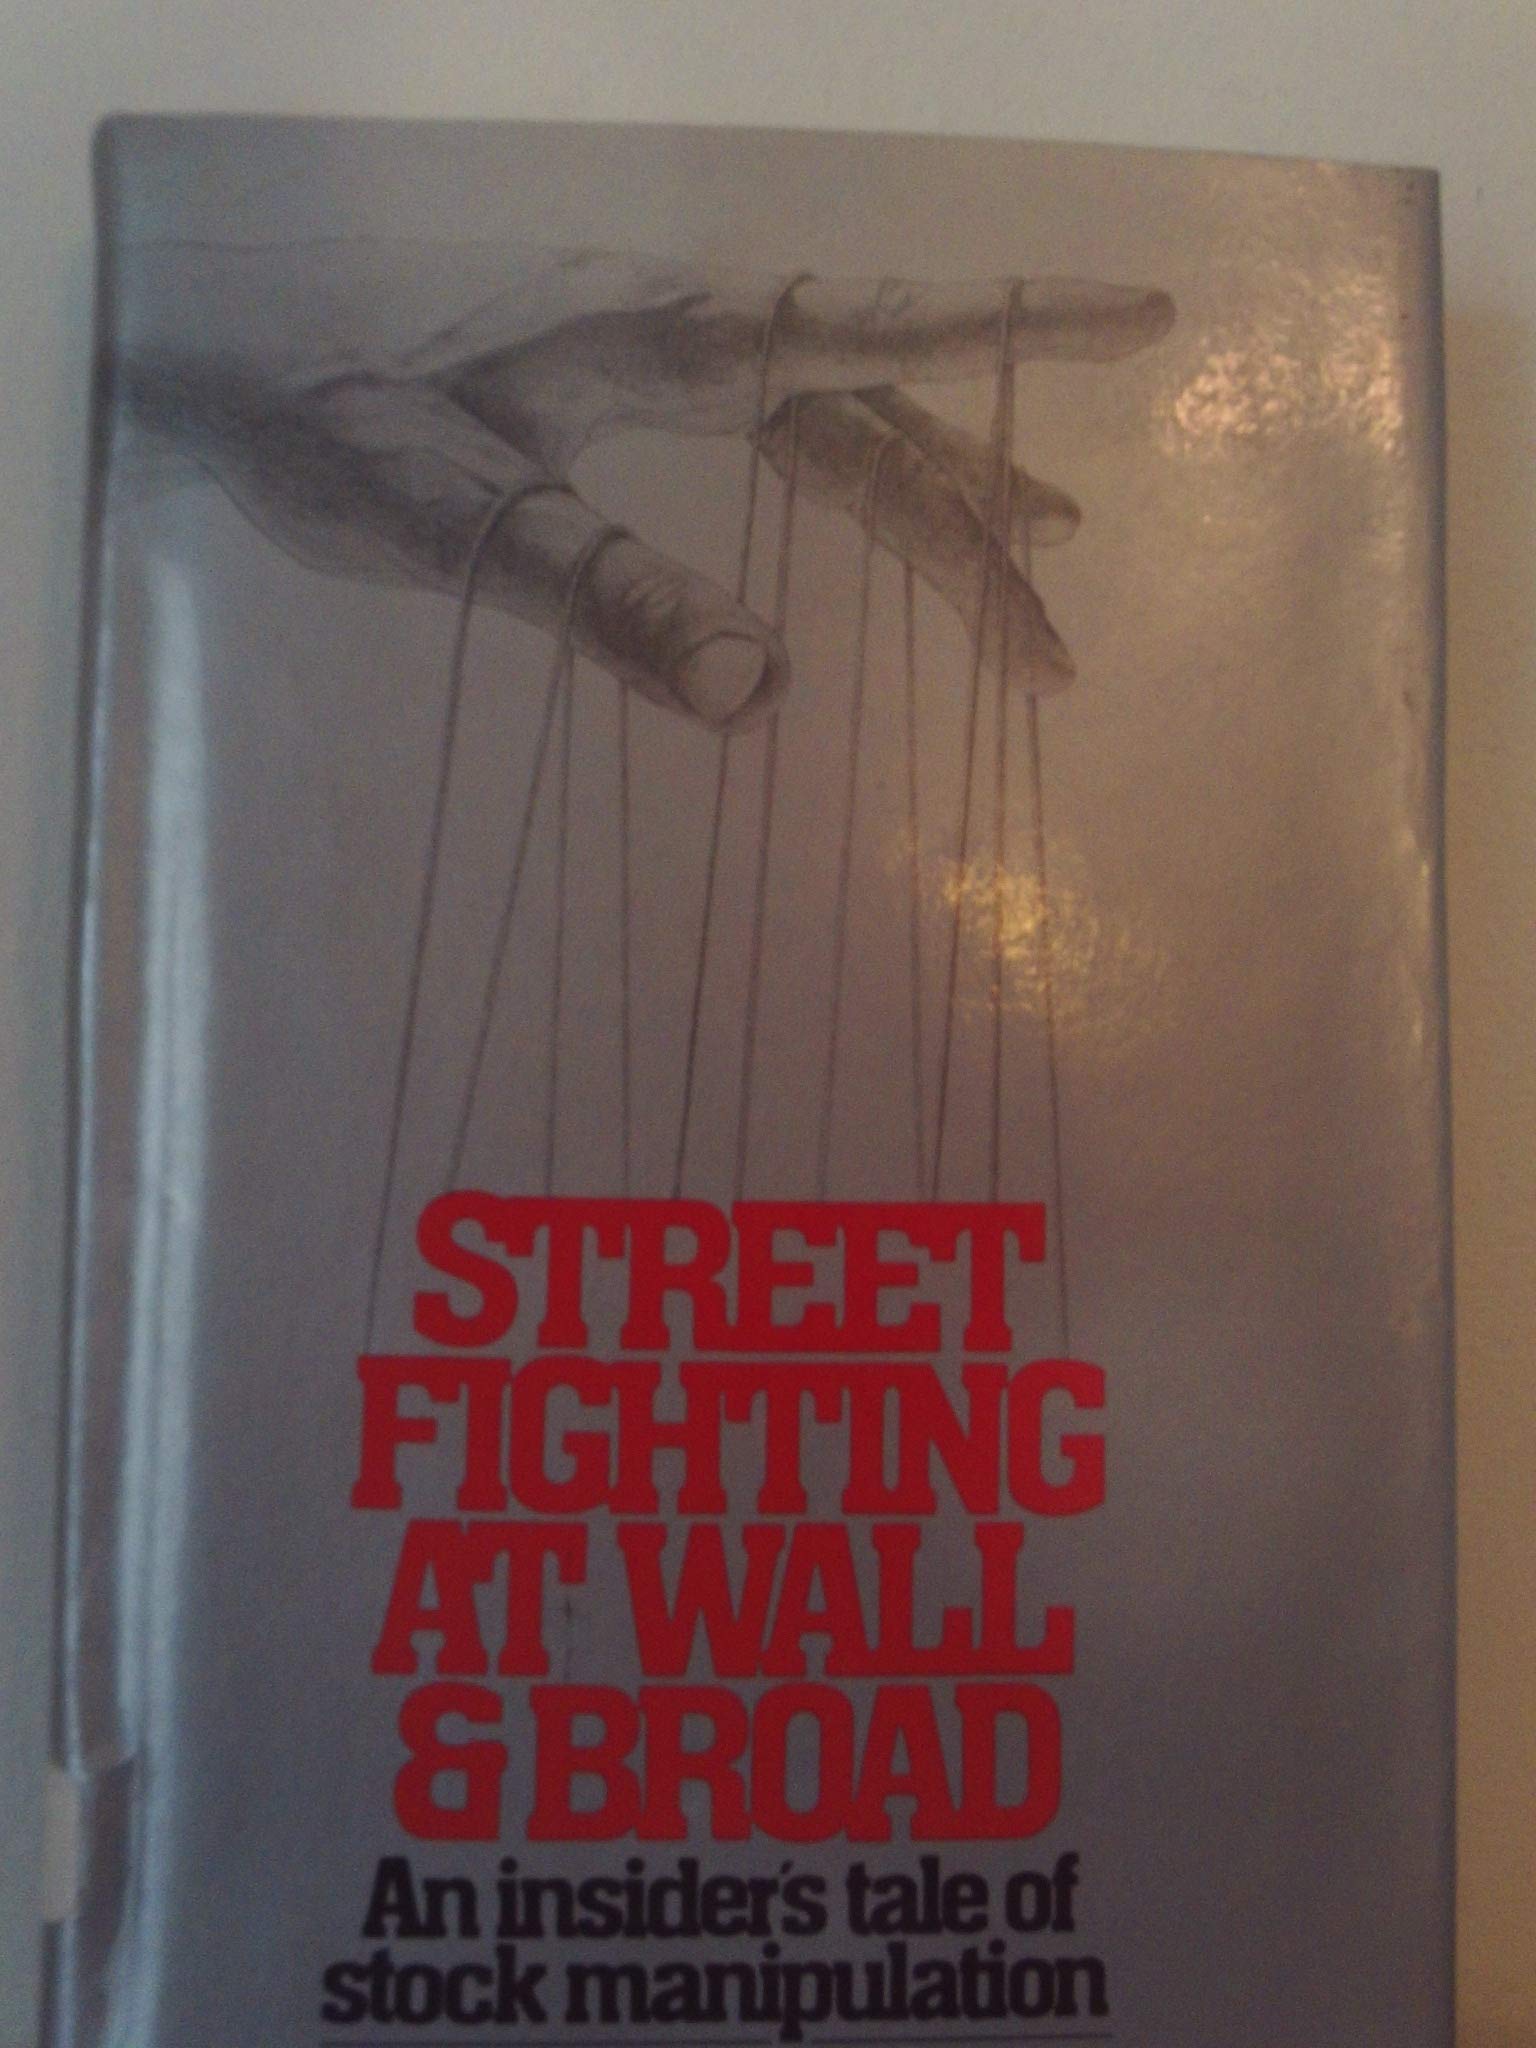 STREET
FIGHTING
AT WALL
& BROAD
An insider's tale of
stock manipulation